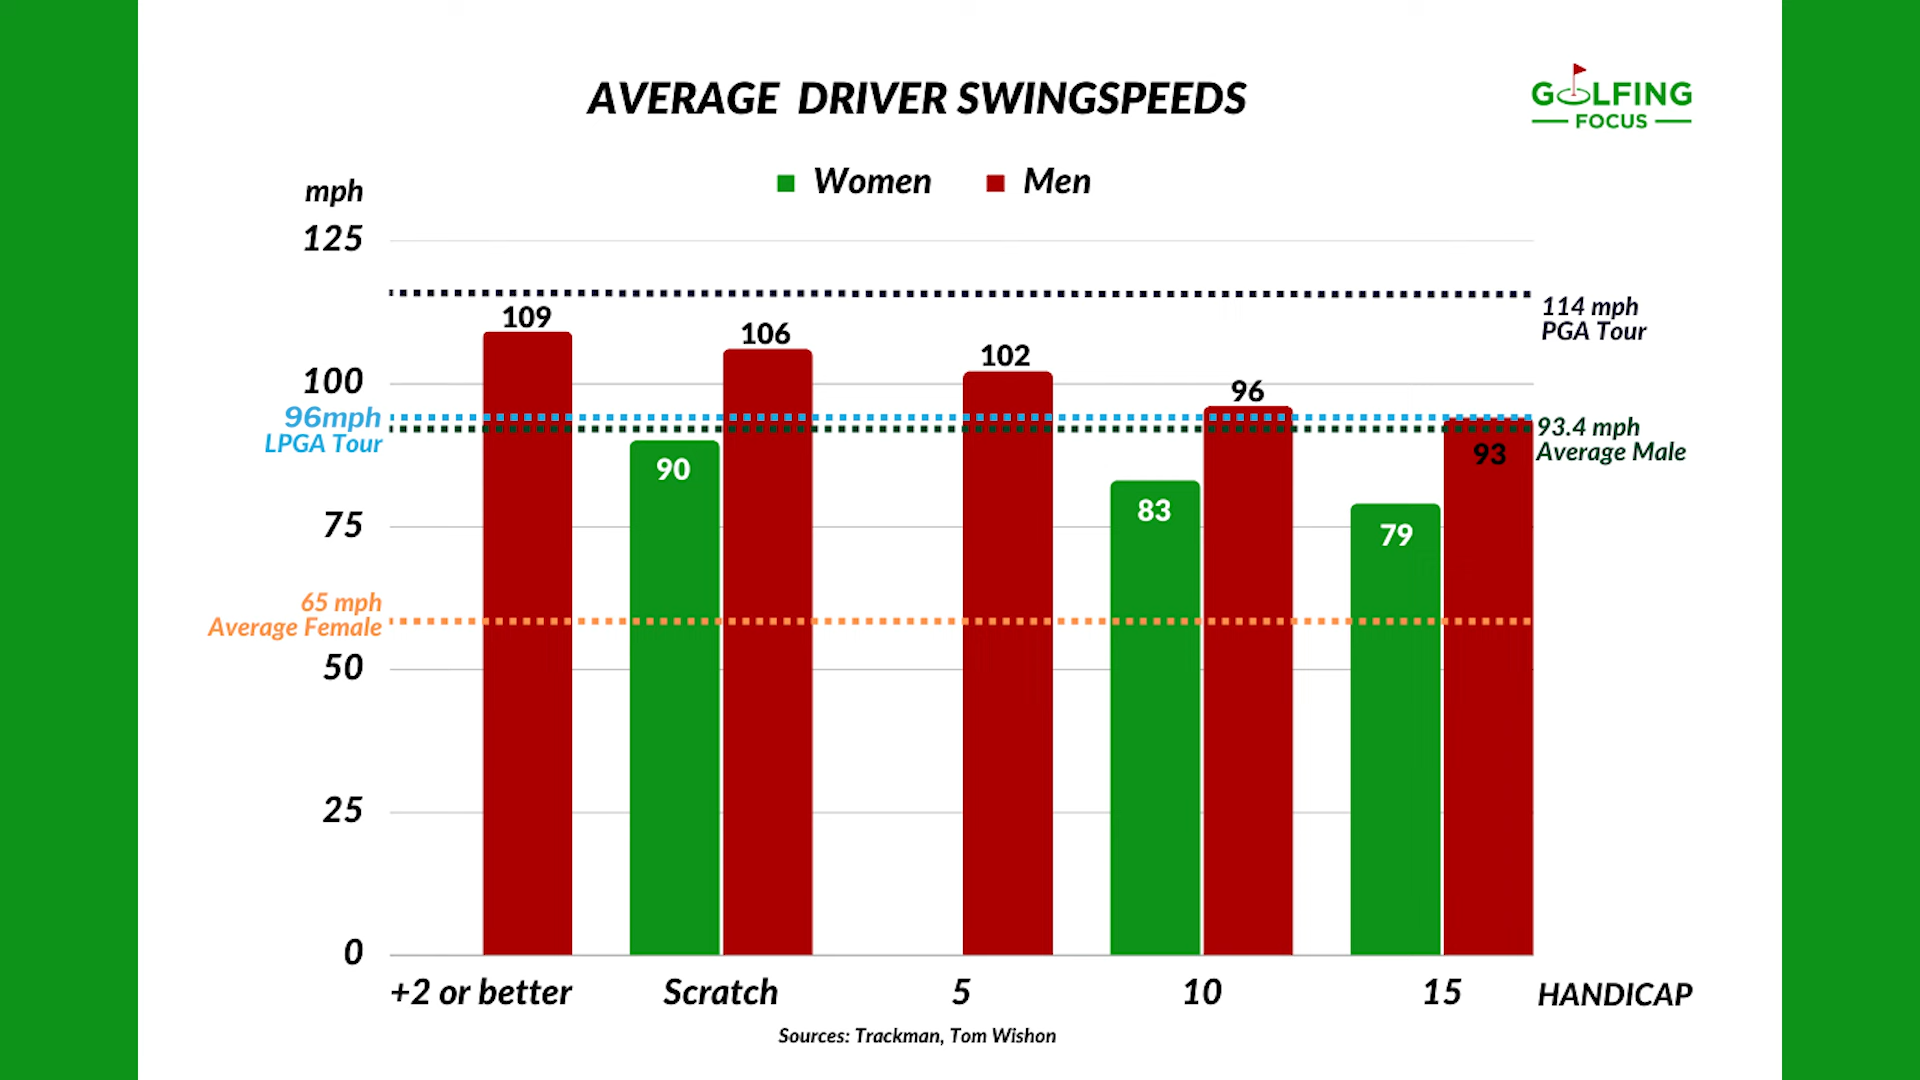 AVERAGE DRIVER SWINGSPEEDS
GOLFING
FOCUS
Women
Men
mph
125
114 mph
PGA Tour
109
106
102
100
96
96mph
LPGA Tour
93.4 mph
Average Male
93
90
83
79
75
65 mph
Average Female
50
25
0
+2 or better
Scratch
5
10
15
HANDICAP
Sources: Trackman, Tom Wishon